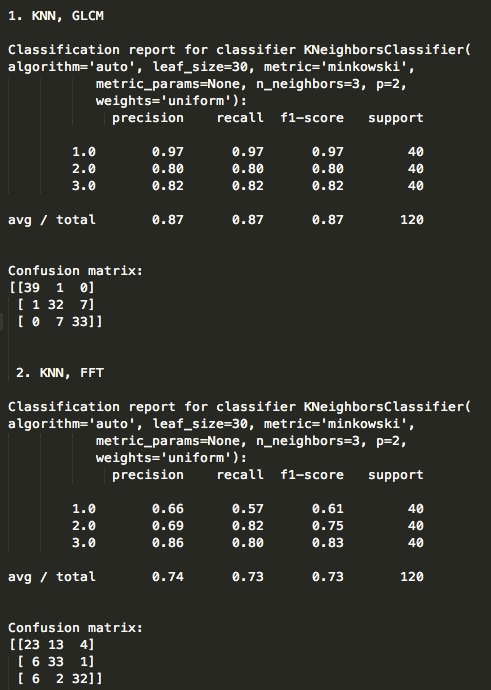 1. KNN, GLCM
Classification report for classifier KNeighborsClassifier(
algorithm='auto', leaf_size=30, metric='minkowski',
metric_params=None, n_neighbors=3, p=2,
weights='uniform'):
precision recall f1-score support
1.0 0.97 0.97 0.97 40
2.0 0.80 0.80 0.80 40
3.0 0.82 0.82 0.82 40
avg / total 0.87 0.87 0.87 120
Confusion matrix:
[[39 1 0]
[ 1 32 7]
[ 0 7 33]]
2. KNN, FFT
Classification report for classifier KNeighborsClassifier(
algorithm='auto', leaf_size=30, metric='minkowski',
metric_params=None, n_neighbors=3, p=2,
weights='uniform'):
precision recall f1-score support
1.0 0.66 0.57 0.61 40
2.0 0.69 0.82 0.75 40
3.0 0.86 0.80 0.83 40
avg / total 0.74 0.73 0.73 120
Confusion matrix:
[[23 13 4]
[ 6 33 1]
[ 6 2 32]]